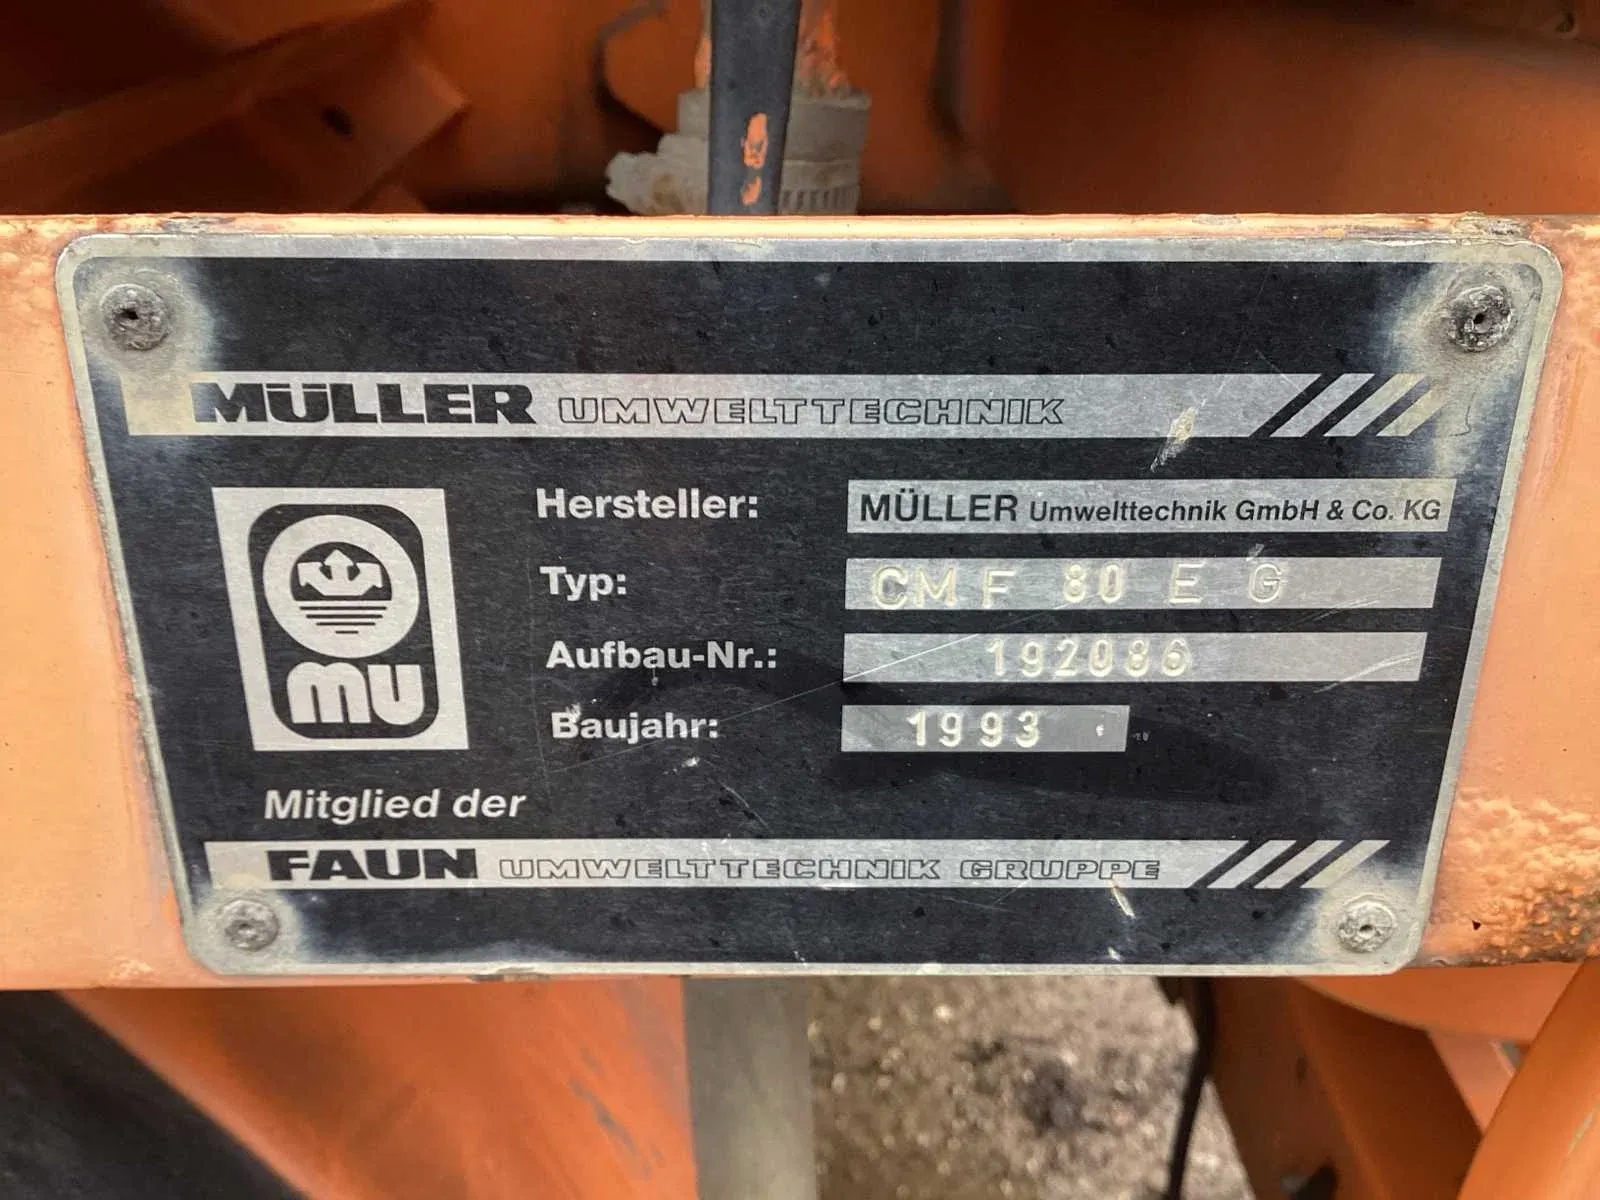 MÜLLER UMWELTTECHNIK
Hersteller: MÜLLER Umwelttechnik GmbH & Co. KG
Typ: CMF 80 E G
Aufbau-Nr.: 192086
Baujahr: 1993
mu
Mitglied der
FAUN UMWELTTECHNIK GRUPPE